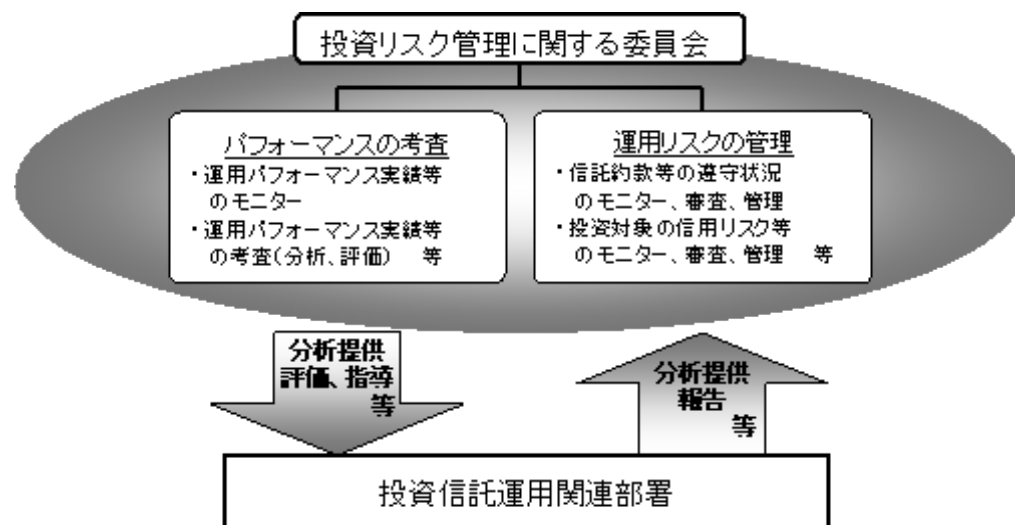 投資リスク管理に関する委員会
パフォーマンスの考査
・運用パフォーマンス実績等
のモニター
・運用パフォーマンス実績等
の考査(分析、評価) 等
運用リスクの管理
・信託約款等の遵守状況
のモニター、審査、管理
・投資対象の信用リスク等
のモニター、審査、管理 等
分析提供
評価、指導
等
分析提供
報告
等
投資信託運用関連部署